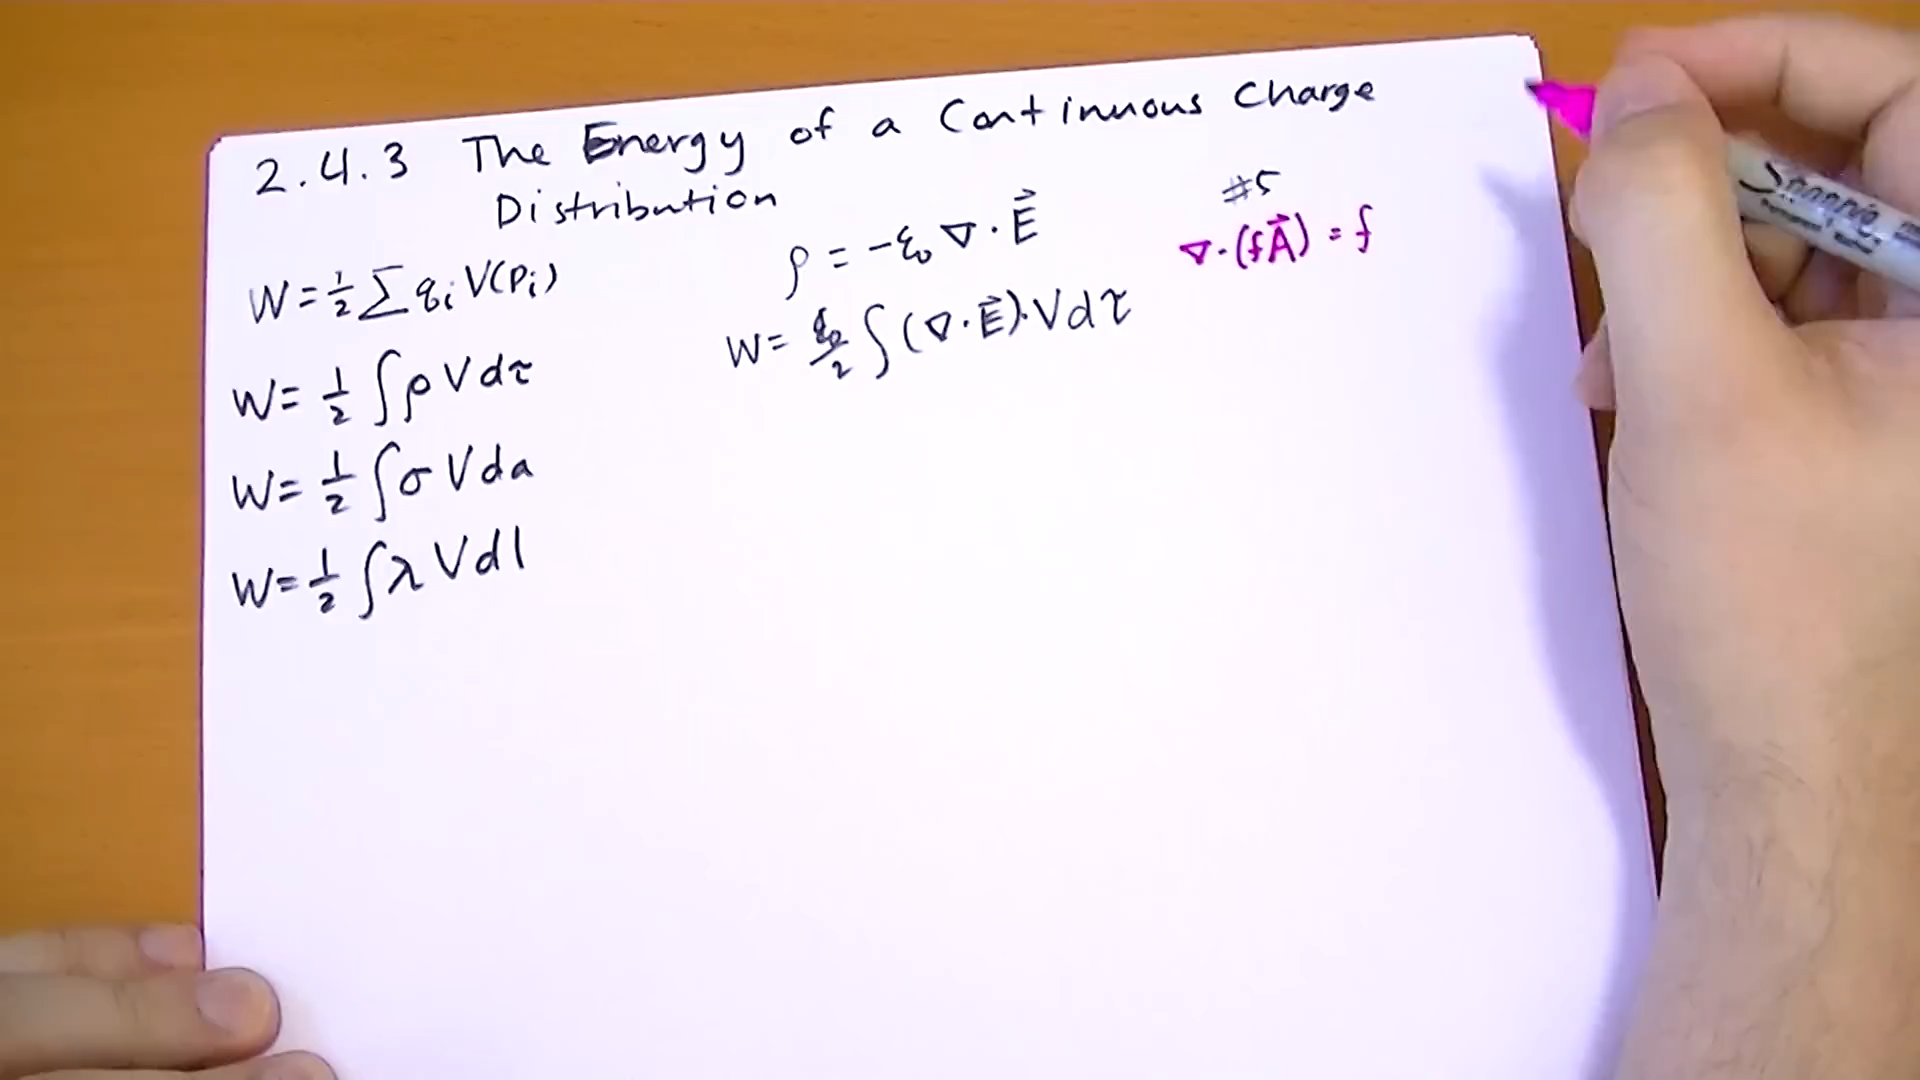 2.4.3 The Energy of a Continuous Charge
Distribution
W = 1/2 ∑ qᵢ V(Pᵢ)
W = 1/2 ∫ρ V dτ
W = 1/2 ∫σ V da
W = 1/2 ∫λ V dl
ρ = -ε₀ ∇·E⃗
W = ε₀/2 ∫(∇·E⃗)·V dτ
#5
∇·(fA⃗) = f
Sharpie